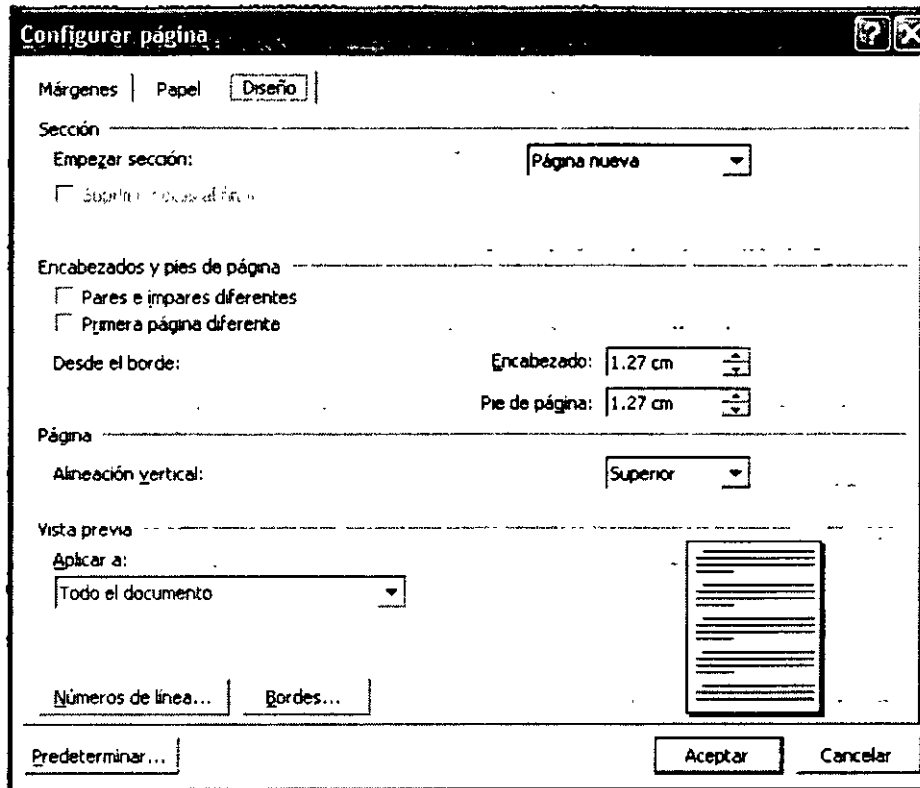 Configurar página
Márgenes Papel Diseño
Sección
Empezar sección: Página nueva
Encabezados y pies de página
Pares e impares diferentes
Primera página diferente
Desde el borde: Encabezado: 1.27 cm
Pie de página: 1.27 cm
Página
Alineación vertical: Superior
Vista previa
Aplicar a:
Todo el documento
Números de línea... Bordes...
Predeterminar... Aceptar Cancelar